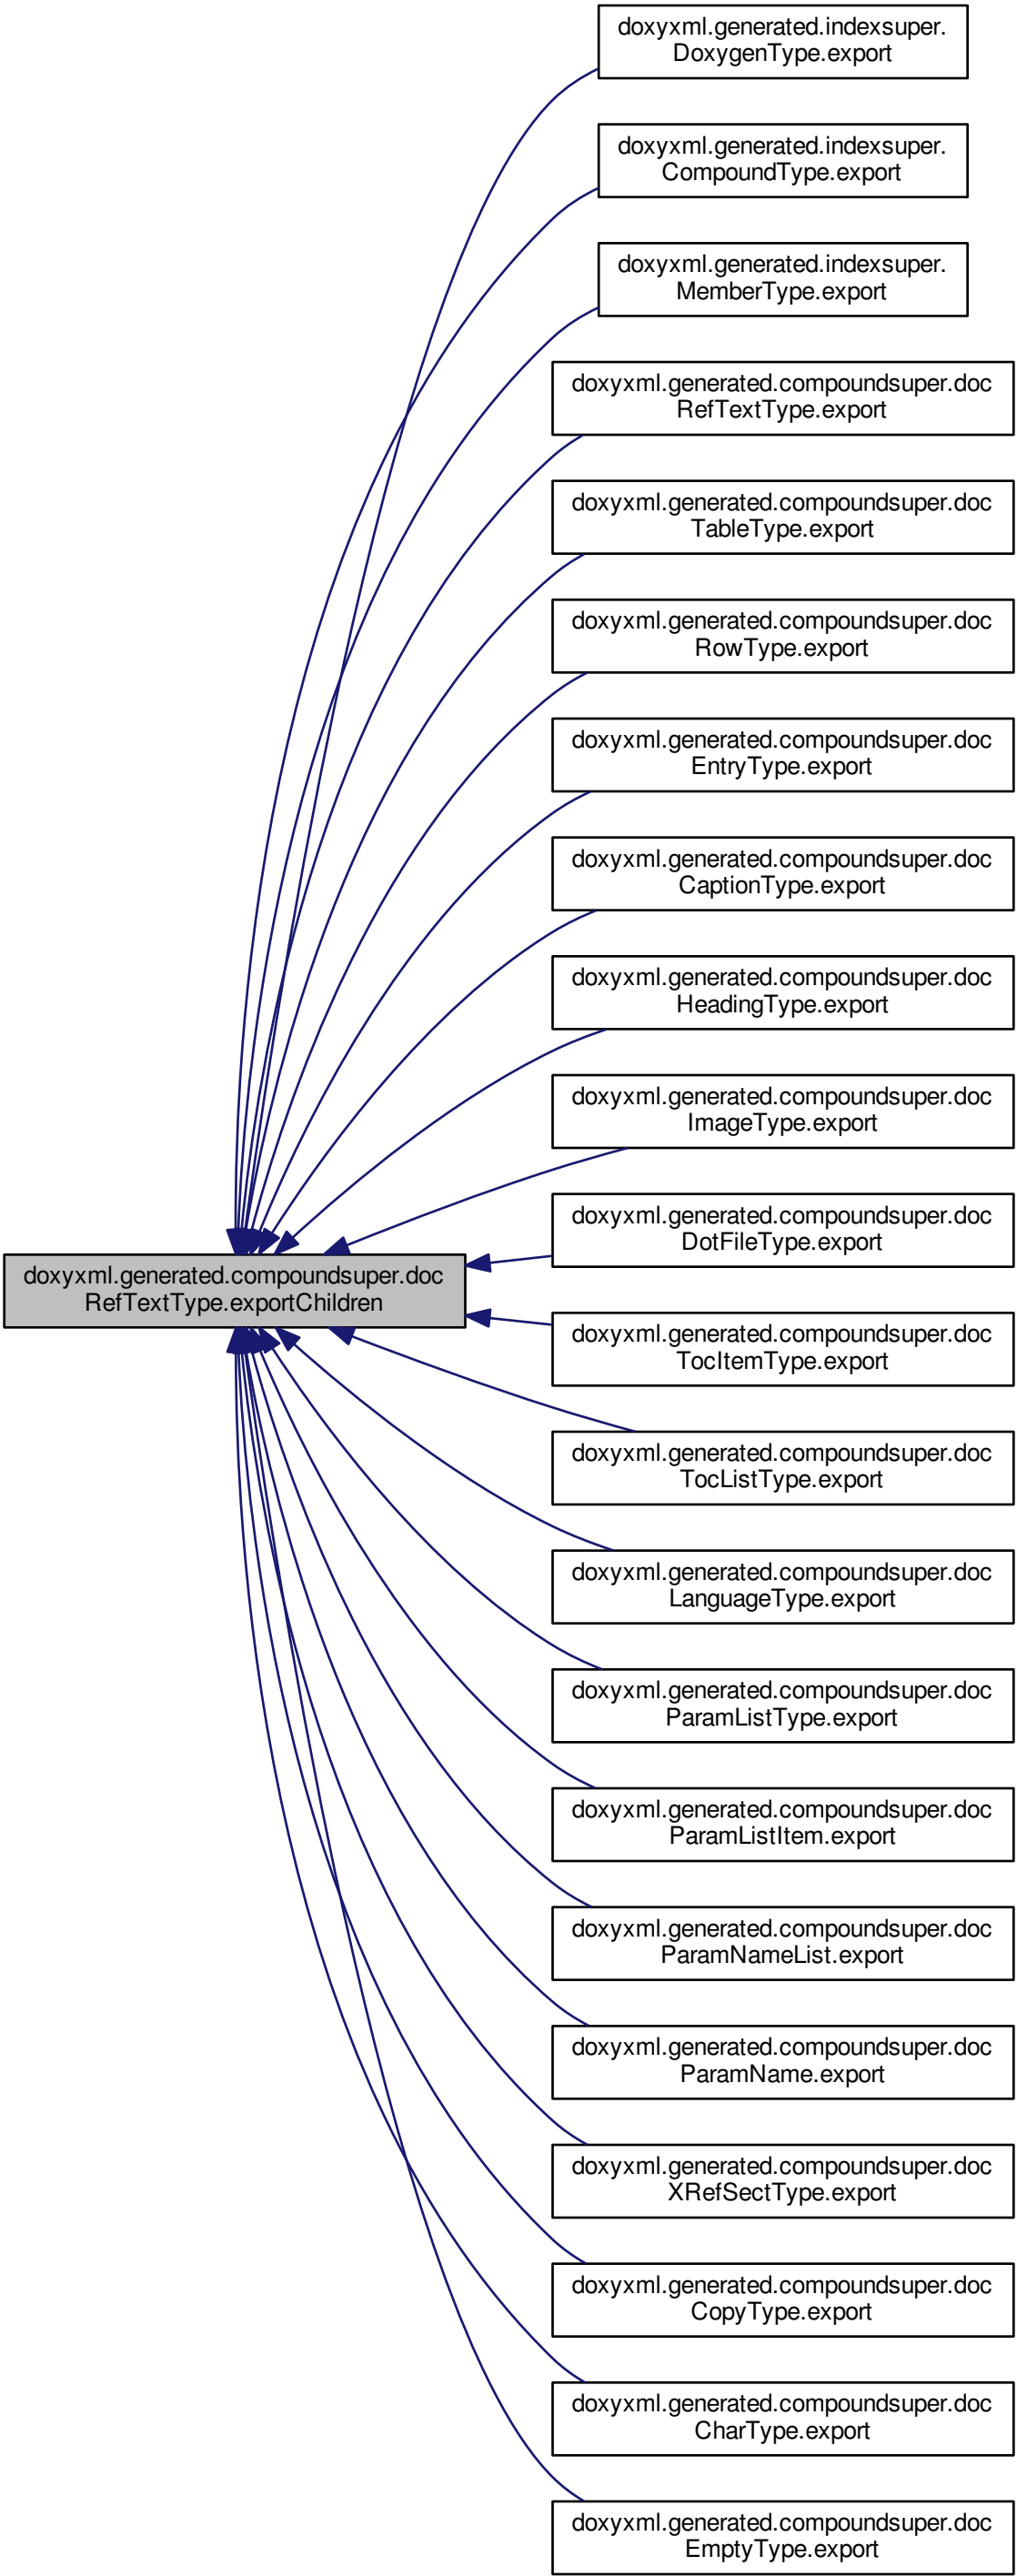 doxyxml.generated.indexsuper.
DoxygenType.export
doxyxml.generated.indexsuper.
CompoundType.export
doxyxml.generated.indexsuper.
MemberType.export
doxyxml.generated.compoundsuper.doc
RefTextType.export
doxyxml.generated.compoundsuper.doc
TableType.export
doxyxml.generated.compoundsuper.doc
RowType.export
doxyxml.generated.compoundsuper.doc
EntryType.export
doxyxml.generated.compoundsuper.doc
CaptionType.export
doxyxml.generated.compoundsuper.doc
HeadingType.export
doxyxml.generated.compoundsuper.doc
ImageType.export
doxyxml.generated.compoundsuper.doc
DotFileType.export
doxyxml.generated.compoundsuper.doc
RefTextType.exportChildren
doxyxml.generated.compoundsuper.doc
TocItemType.export
doxyxml.generated.compoundsuper.doc
TocListType.export
doxyxml.generated.compoundsuper.doc
LanguageType.export
doxyxml.generated.compoundsuper.doc
ParamListType.export
doxyxml.generated.compoundsuper.doc
ParamListItem.export
doxyxml.generated.compoundsuper.doc
ParamNameList.export
doxyxml.generated.compoundsuper.doc
ParamName.export
doxyxml.generated.compoundsuper.doc
XRefSectType.export
doxyxml.generated.compoundsuper.doc
CopyType.export
doxyxml.generated.compoundsuper.doc
CharType.export
doxyxml.generated.compoundsuper.doc
EmptyType.export